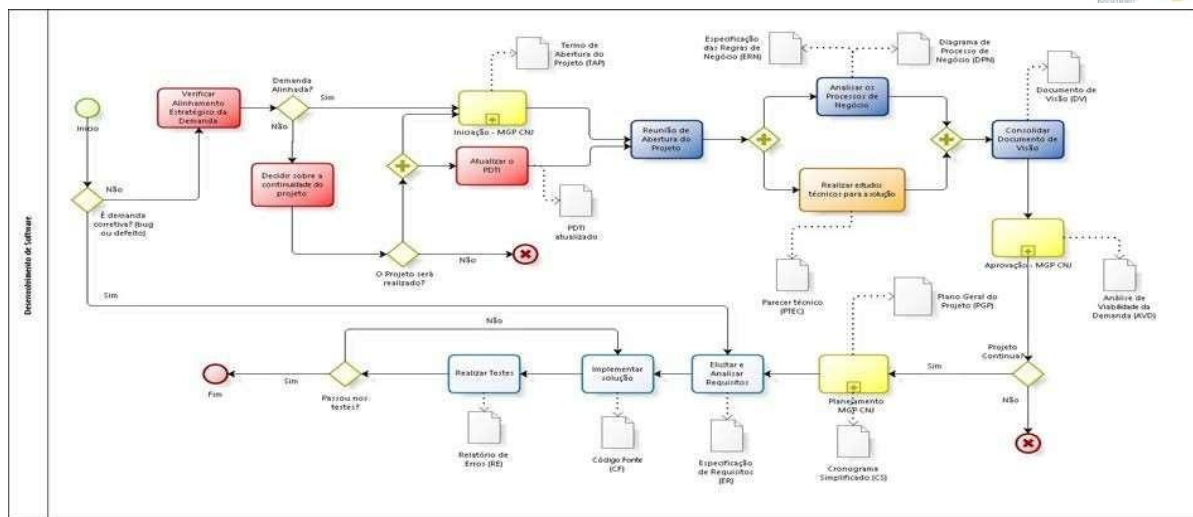 Desenvolvimento de Software
Início
É demanda
corretiva? (bug
ou defeito)
Não
Sim
Verificar
Alinhamento
Estratégico da
Demanda
Demanda
Alinhada?
Sim
Não
Decidir sobre a
continuidade do
projeto
O Projeto será
realizado?
Não
Termo de
Abertura do
Projeto (TAP)
Iniciação - MGP CNJ
Atualizar o
PDTI
PDTI
atualizado
Reunião de
Abertura do
Projeto
Especificação
das Regras de
Negócio (ERN)
Diagrama de
Processo de
Negócio (DPN)
Analisar os
Processos de
Negócio
Realizar estudos
técnicos para a solução
Parecer técnico
(PTEC)
Documento de
Visão (DV)
Consolidar
Documento de
Visão
Aprovação - MGP CNJ
Análise de
Viabilidade da
Demanda (AVD)
Projeto
Continua?
Sim
Não
Plano Geral do
Projeto (PGP)
Planejamento
MGP CNJ
Cronograma
Simplificado (CS)
Elicitar e
Analisar
Requisitos
Especificação
de Requisitos
(ER)
Implementar
solução
Código Fonte
(CF)
Realizar Testes
Relatório de
Erros (RE)
Passou nos
testes?
Não
Sim
Fim